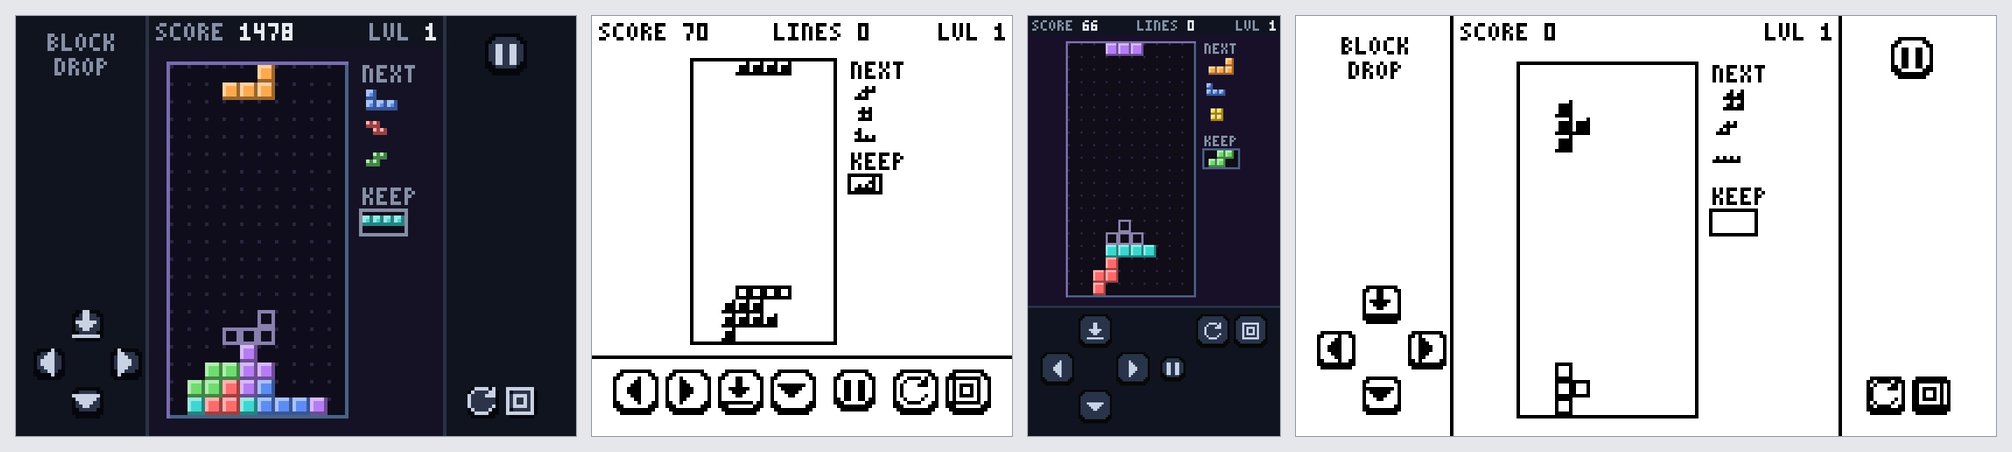 BLOCK
DROP
SCORE 1478 LVL 1
NEXT
KEEP
SCORE 70 LINES 0 LVL 1
NEXT
KEEP
SCORE 66 LINES 0 LVL 1
NEXT
KEEP
BLOCK
DROP
SCORE 0 LVL 1
NEXT
KEEP